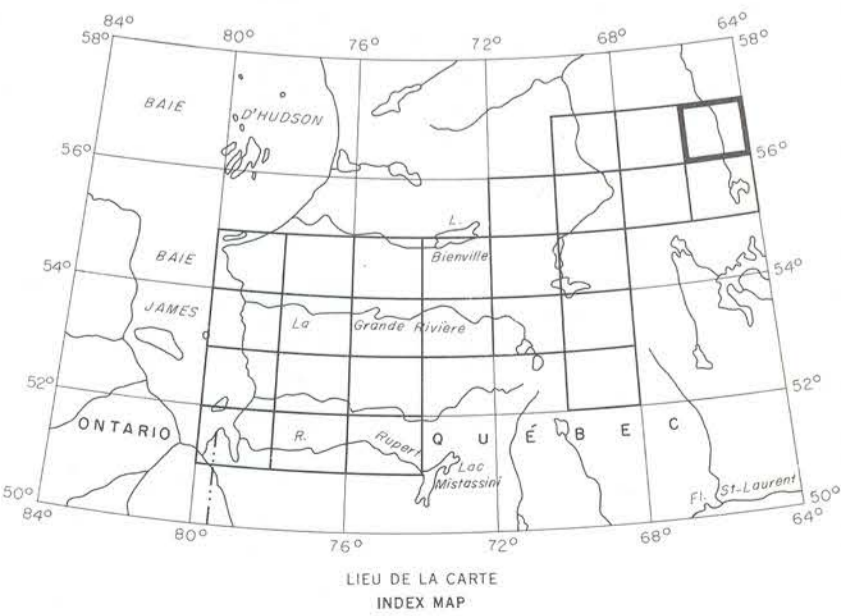 84°
80°
76°
72°
68°
64°
58°
58°
BAIE
D'HUDSON
56°
56°
L.
Bienville
BAIE
54°
54°
JAMES
La Grande Rivière
52°
52°
ONTARIO
R. Rupert
QUÉBEC
Lac
Mistassini
Fl. St-Laurent
50°
50°
84°
80°
76°
72°
68°
64°
LIEU DE LA CARTE
INDEX MAP